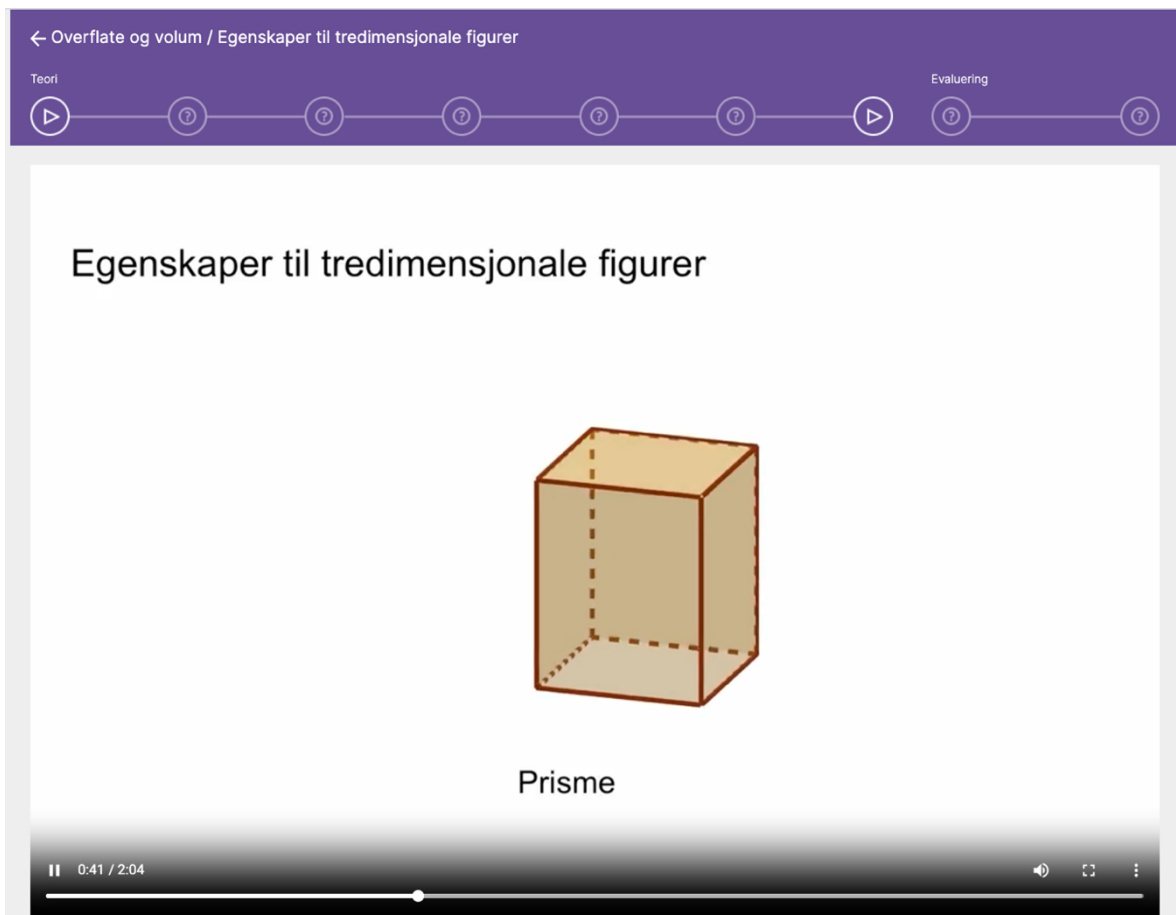 ← Overflate og volum / Egenskaper til tredimensjonale figurer
Teori
Evaluering
? ? ? ? ? ? ?
Egenskaper til tredimensjonale figurer
Prisme
0:41 / 2:04